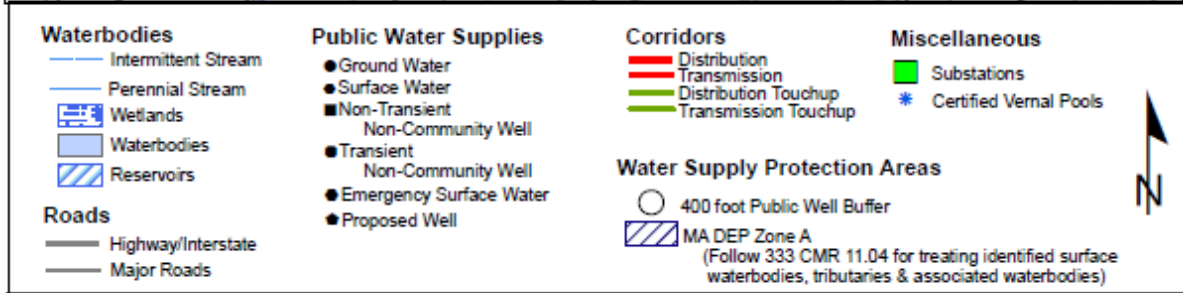 Waterbodies
Intermittent Stream
Perennial Stream
Wetlands
Waterbodies
Reservoirs
Roads
Highway/Interstate
Major Roads
Public Water Supplies
Ground Water
Surface Water
Non-Transient
Non-Community Well
Transient
Non-Community Well
Emergency Surface Water
Proposed Well
Corridors
Distribution
Transmission
Distribution Touchup
Transmission Touchup
Miscellaneous
Substations
Certified Vernal Pools
Water Supply Protection Areas
400 foot Public Well Buffer
MA DEP Zone A
(Follow 333 CMR 11.04 for treating identified surface
waterbodies, tributaries & associated waterbodies)
N